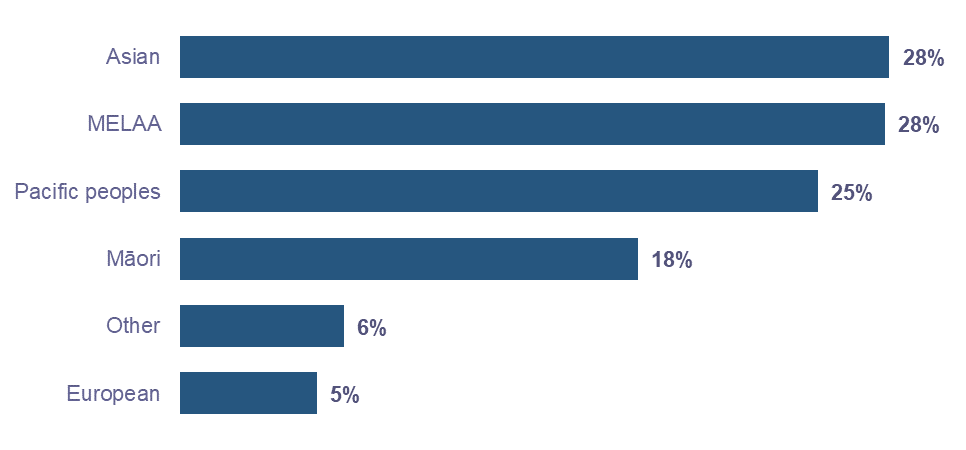 Asian 28%
MELAA 28%
Pacific peoples 25%
Māori 18%
Other 6%
European 5%